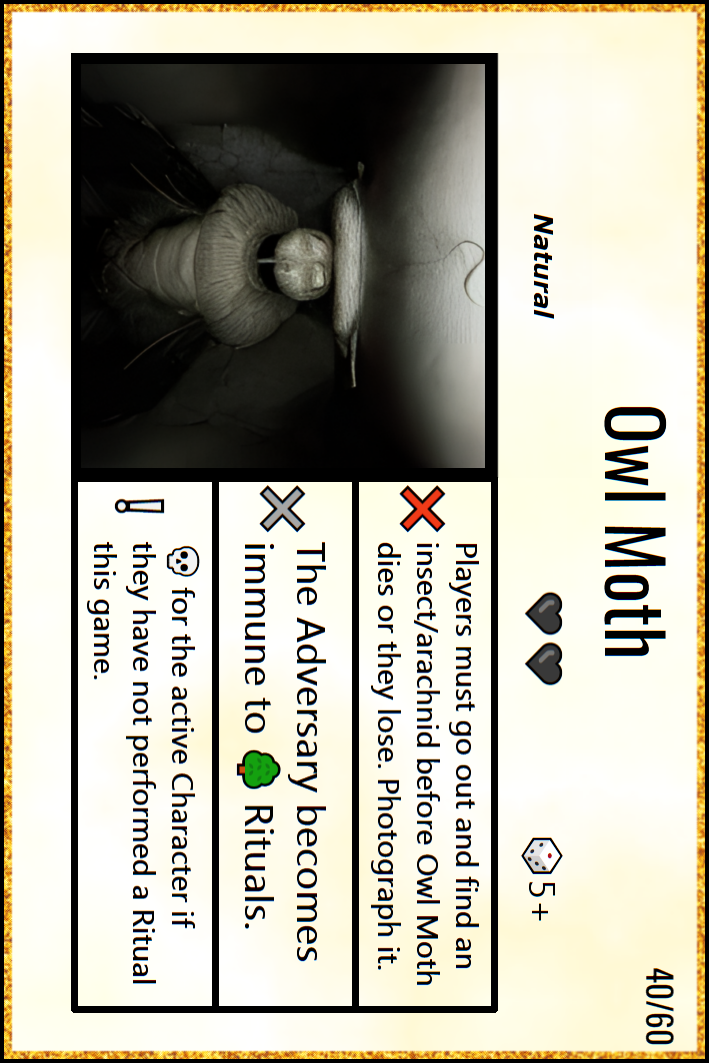 Owl Moth
40/60
Natural
5+
Players must go out and find an
insect/arachnid before Owl Moth
dies or they lose. Photograph it.
The Adversary becomes
immune to 🌳 Rituals.
💀 for the active Character if
they have not performed a Ritual
this game.